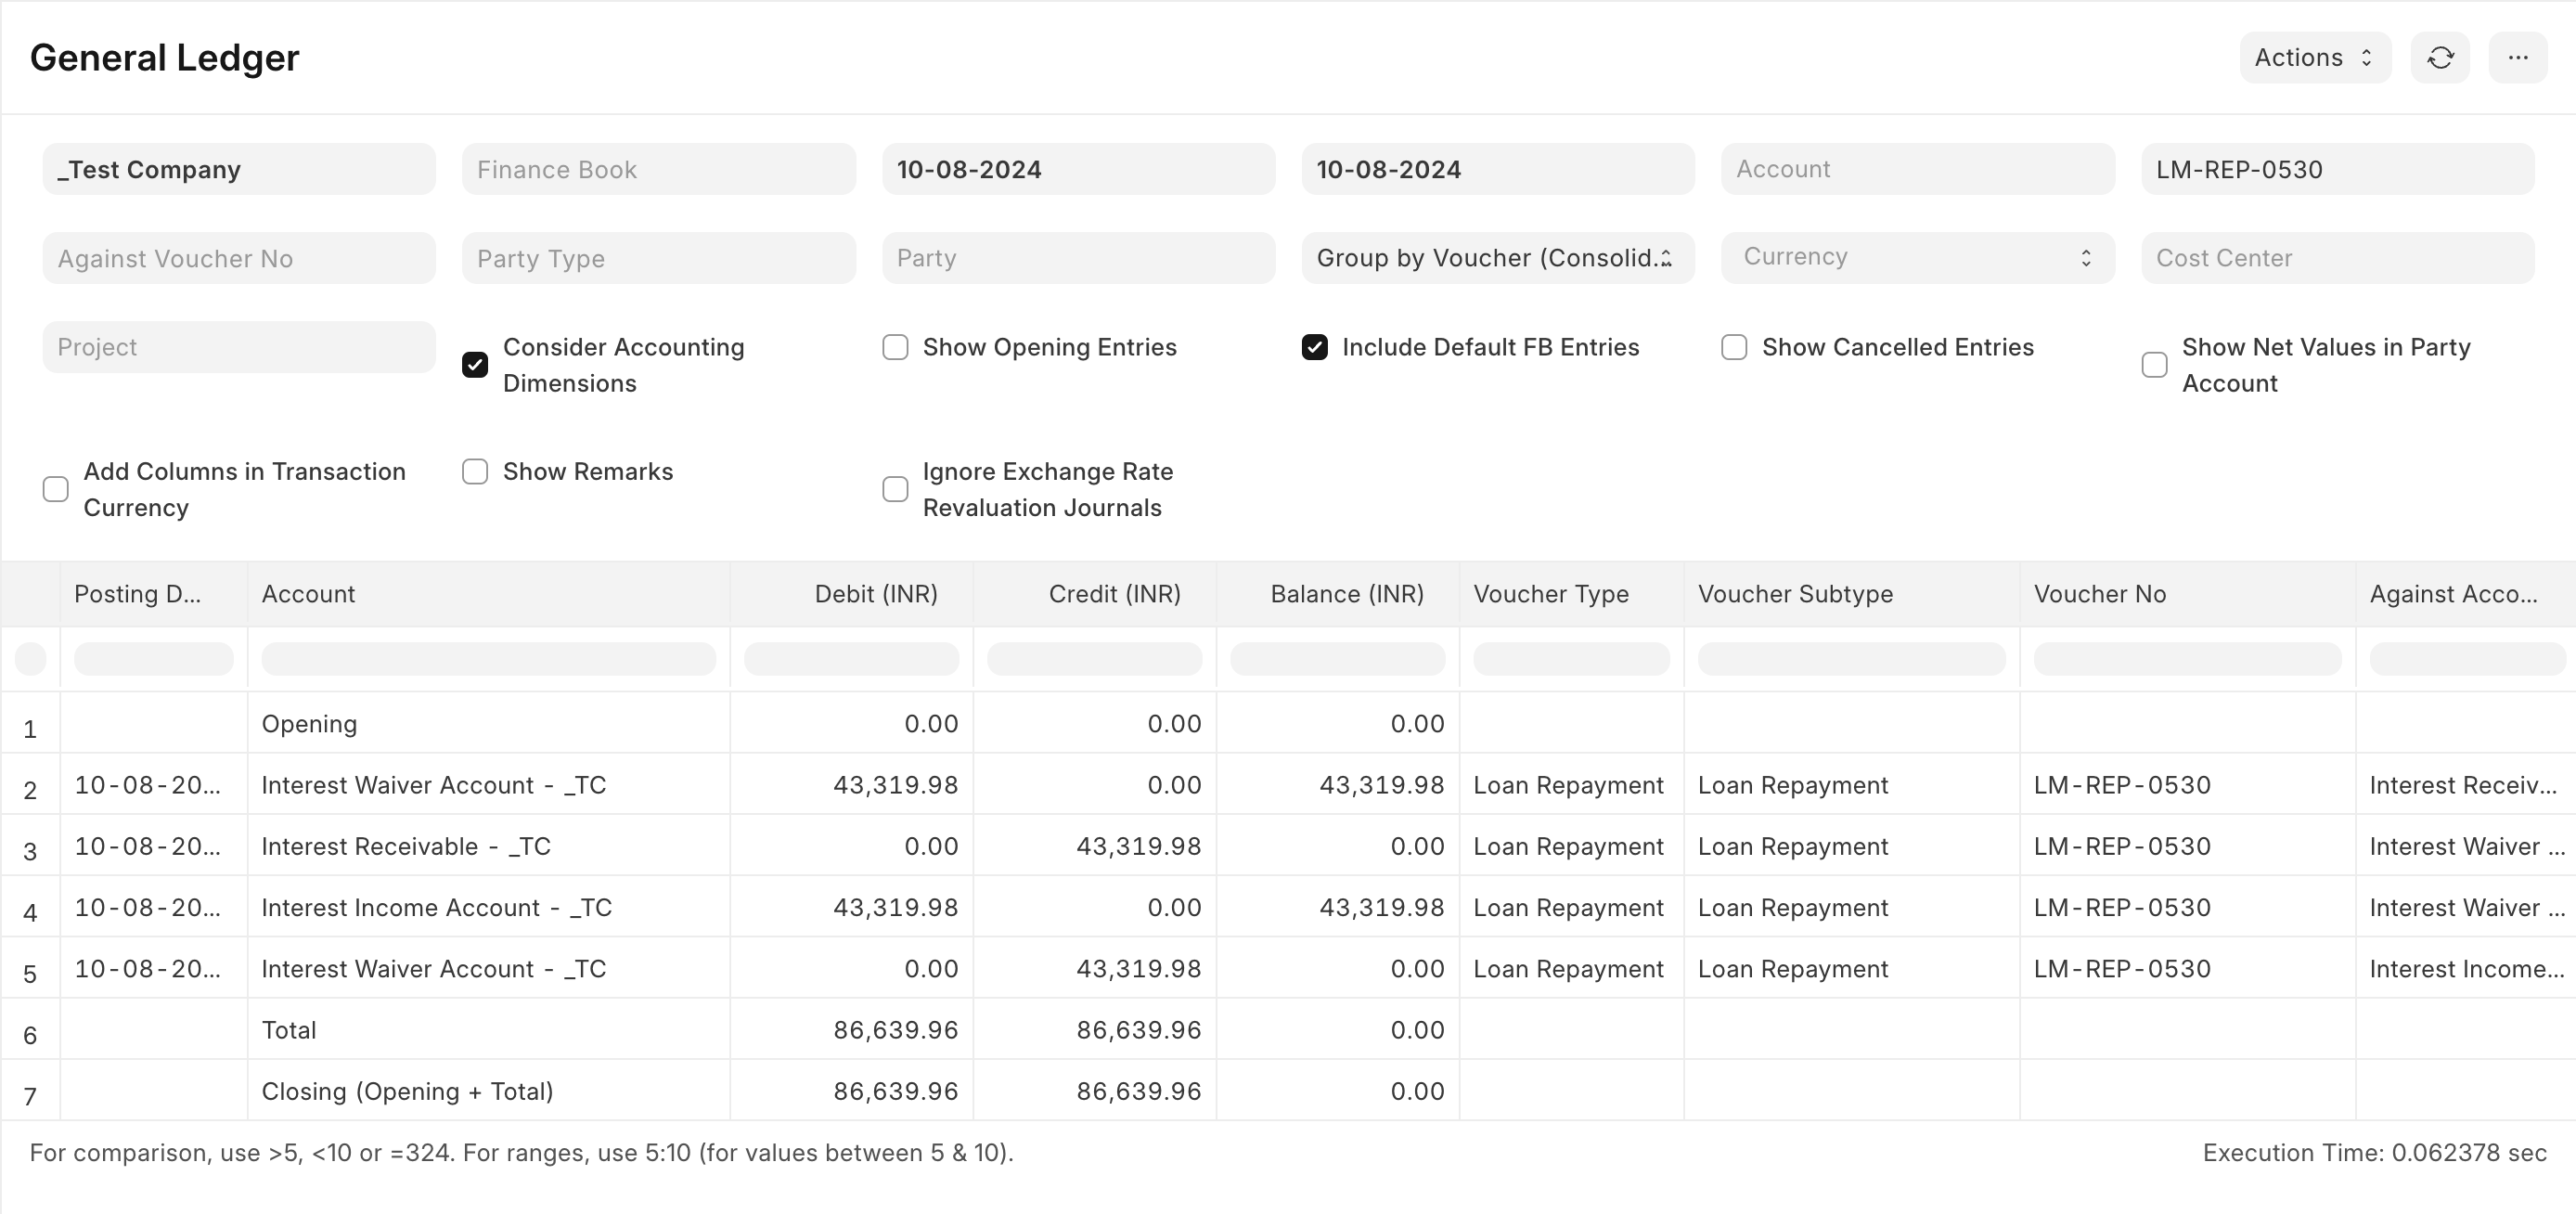 General Ledger
Actions
_Test Company
Finance Book
10-08-2024
10-08-2024
Account
LM-REP-0530
Against Voucher No
Party Type
Party
Group by Voucher (Consolid...
Currency
Cost Center
Project
Consider Accounting
Dimensions
Show Opening Entries
Include Default FB Entries
Show Cancelled Entries
Show Net Values in Party
Account
Add Columns in Transaction
Currency
Show Remarks
Ignore Exchange Rate
Revaluation Journals
Posting D... Account Debit (INR) Credit (INR) Balance (INR) Voucher Type Voucher Subtype Voucher No Against Acco...
1 Opening 0.00 0.00 0.00
2 10-08-20... Interest Waiver Account - _TC 43,319.98 0.00 43,319.98 Loan Repayment Loan Repayment LM-REP-0530 Interest Receiv...
3 10-08-20... Interest Receivable - _TC 0.00 43,319.98 0.00 Loan Repayment Loan Repayment LM-REP-0530 Interest Waiver ...
4 10-08-20... Interest Income Account - _TC 43,319.98 0.00 43,319.98 Loan Repayment Loan Repayment LM-REP-0530 Interest Waiver ...
5 10-08-20... Interest Waiver Account - _TC 0.00 43,319.98 0.00 Loan Repayment Loan Repayment LM-REP-0530 Interest Income...
6 Total 86,639.96 86,639.96 0.00
7 Closing (Opening + Total) 86,639.96 86,639.96 0.00
For comparison, use >5, <10 or =324. For ranges, use 5:10 (for values between 5 & 10).
Execution Time: 0.062378 sec